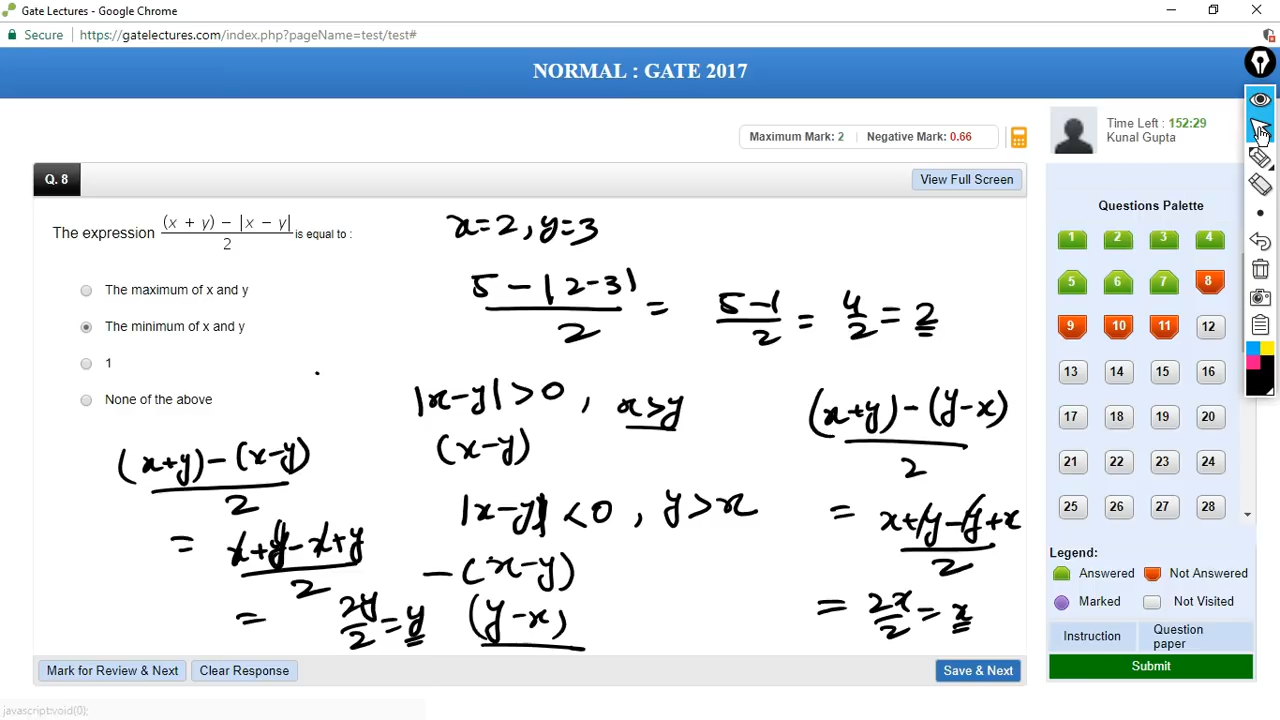 Gate Lectures - Google Chrome
Secure https://gatelectures.com/index.php?pageName=test/test#
NORMAL : GATE 2017
Maximum Mark: 2 Negative Mark: 0.66
Time Left : 152:29
Kunal Gupta
Q. 8
View Full Screen
The expression ((x + y) − |x − y|)/2 is equal to :
The maximum of x and y
The minimum of x and y
1
None of the above
x=2, y=3
(5-|2-3|)/2 = (5-1)/2 = 4/2 = 2
|x-y| > 0, x>y
(x-y)
((x+y)-(x-y))/2
= (x+y-x+y)/2
= 2y/2 = y
|x-y| < 0, y>x
-(x-y)
(y-x)
((x+y)-(y-x))/2
= (x+y-y+x)/2
= 2x/2 = x
Questions Palette
1 2 3 4
5 6 7 8
9 10 11 12
13 14 15 16
17 18 19 20
21 22 23 24
25 26 27 28
Legend:
Answered Not Answered
Marked Not Visited
Instruction Question paper
Submit
Mark for Review & Next Clear Response Save & Next
javascript:void(0);